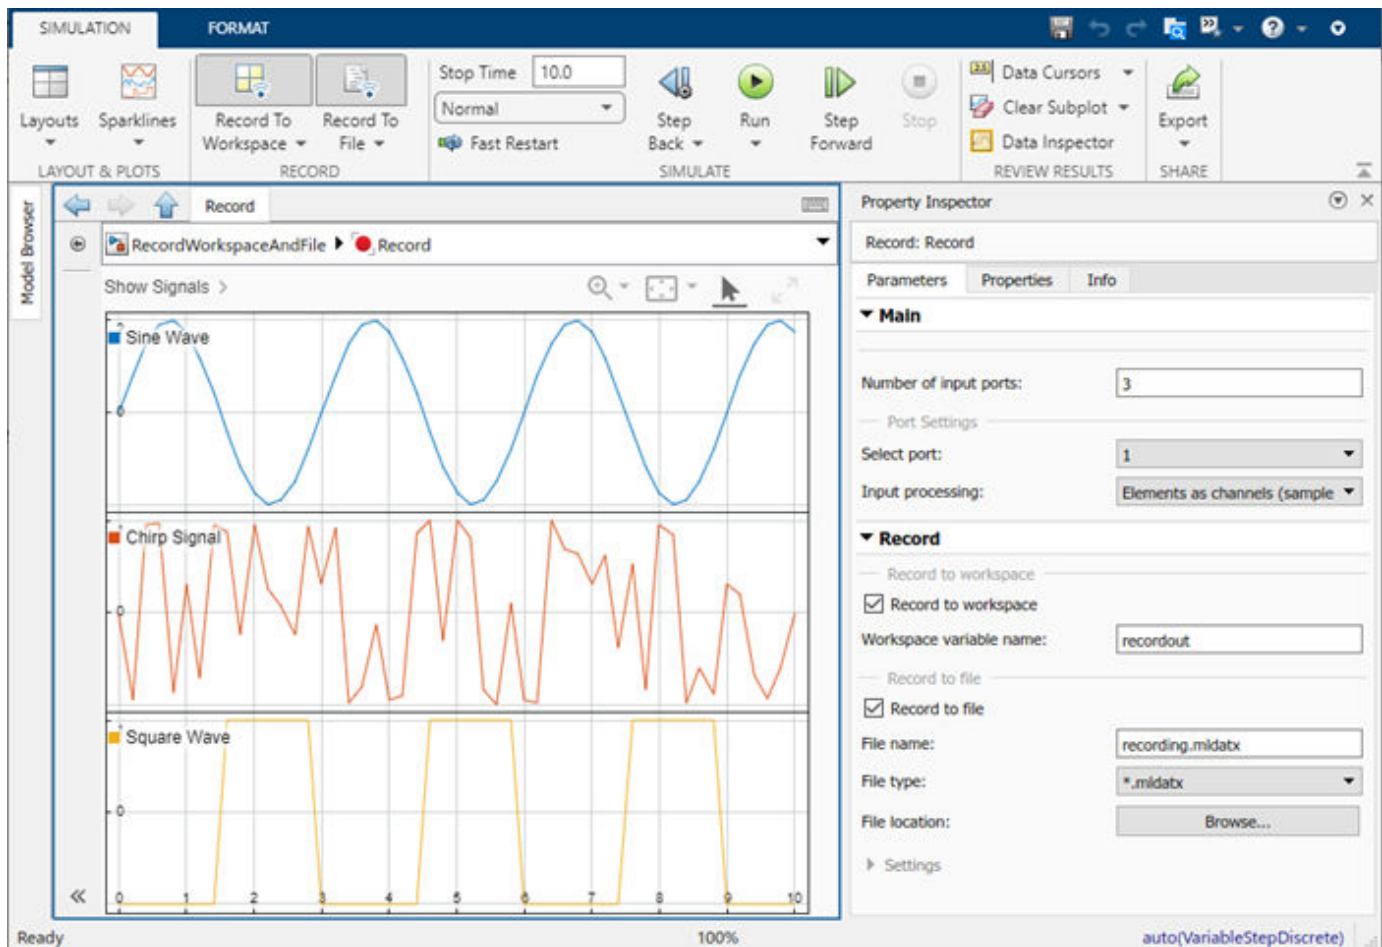 SIMULATION FORMAT
Stop Time 10.0
Normal
Fast Restart
Layouts Sparklines
Record To Workspace
Record To File
Step Back
Run
Step Forward
Stop
Data Cursors
Clear Subplot
Data Inspector
Export
LAYOUT & PLOTS RECORD SIMULATE REVIEW RESULTS SHARE
Model Browser
Record
RecordWorkspaceAndFile Record
Show Signals
2
Sine Wave
0
Chirp Signal
0
Square Wave
0
0 1 2 3 4 5 6 7 8 9 10
Property Inspector
Record: Record
Parameters Properties Info
Main
Number of input ports: 3
Port Settings
Select port: 1
Input processing: Elements as channels (sample
Record
Record to workspace
Record to workspace
Workspace variable name: recordout
Record to file
Record to file
File name: recording.mldatx
File type: *.mldatx
File location: Browse...
Settings
Ready 100% auto(VariableStepDiscrete)